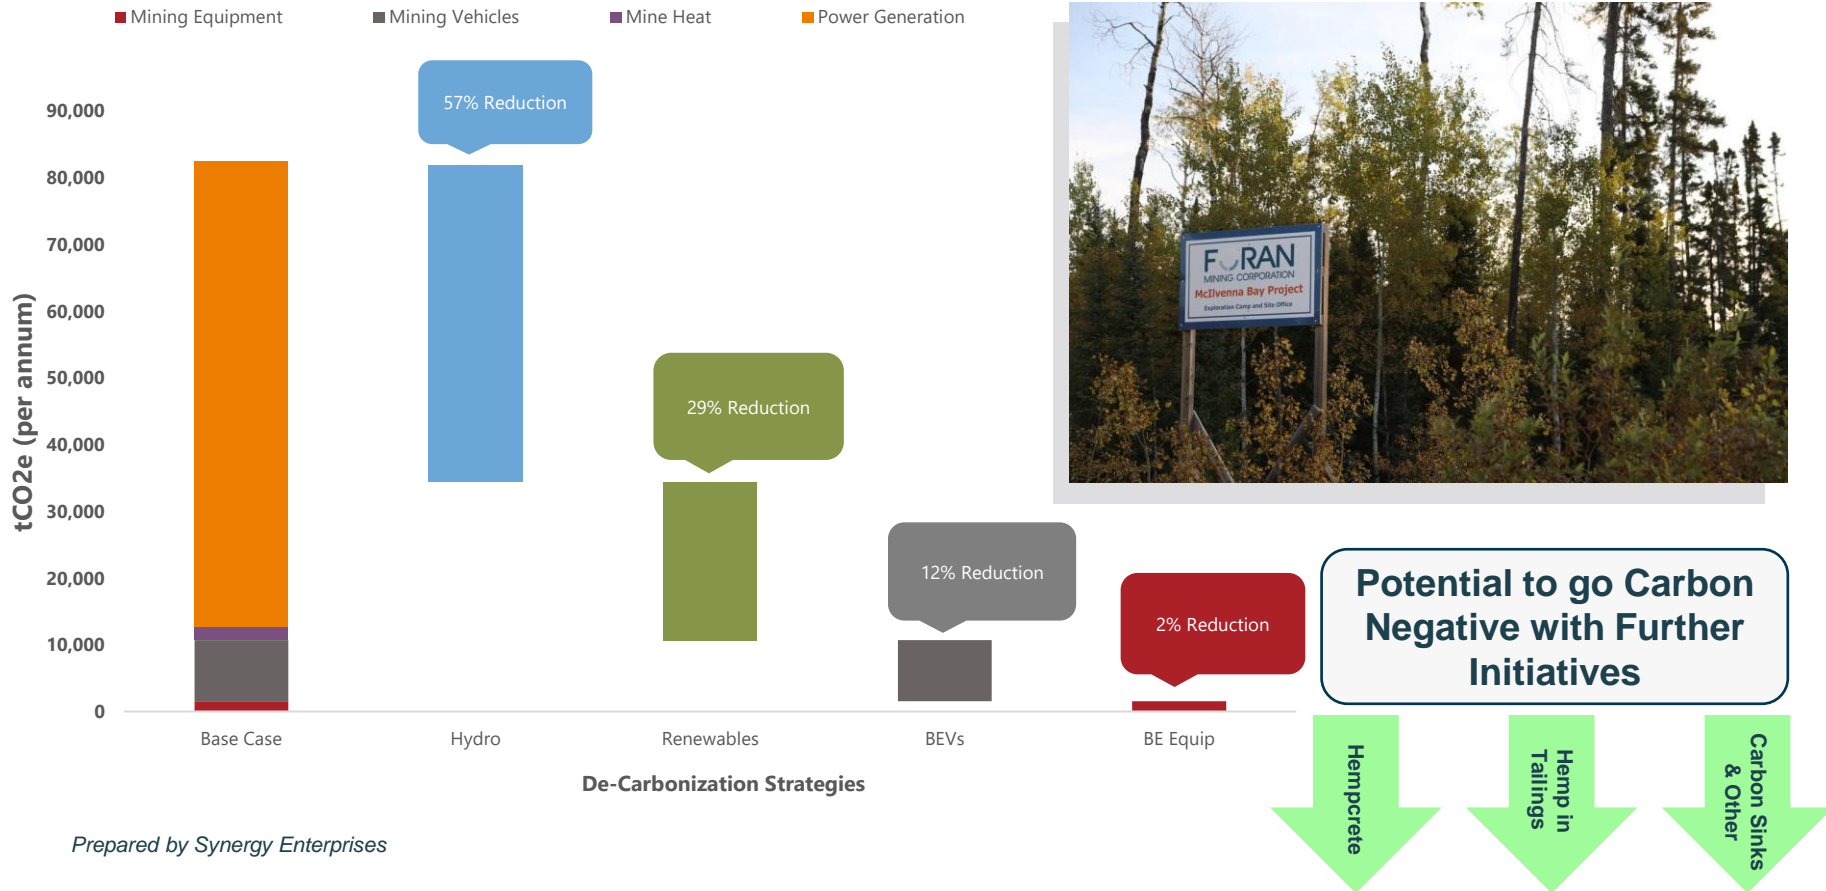 Mining Equipment
Mining Vehicles
Mine Heat
Power Generation
tCO2e (per annum)
90,000
80,000
70,000
60,000
50,000
40,000
30,000
20,000
10,000
0
57% Reduction
29% Reduction
12% Reduction
2% Reduction
Base Case
Hydro
Renewables
BEVs
BE Equip
De-Carbonization Strategies
Prepared by Synergy Enterprises
FORAN
MINING CORPORATION
McIlvenna Bay Project
Exploration Camp and Site Office
Potential to go Carbon
Negative with Further
Initiatives
Hempcrete
Hemp in
Tailings
Carbon Sinks
& Other